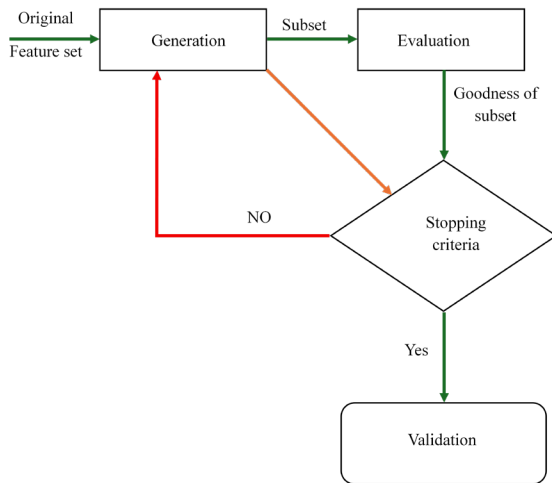 Original
Feature set
Generation
Subset
Evaluation
Goodness of
subset
NO
Stopping
criteria
Yes
Validation